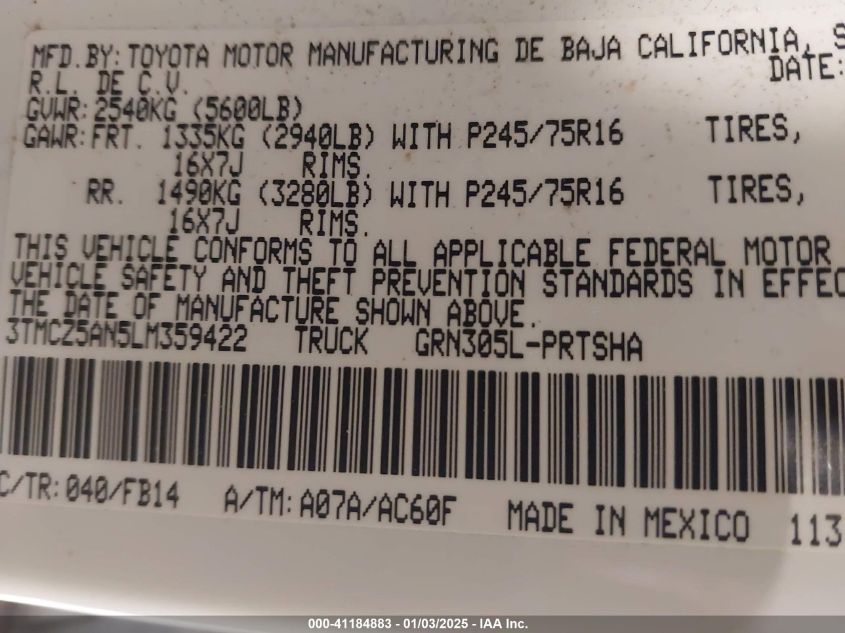 MFD.BY: TOYOTA MOTOR MANUFACTURING DE BAJA CALIFORNIA, S
R.L. DE C.V. DATE:
GVWR: 2540KG (5600LB)
GAWR: FRT. 1335KG (2940LB) WITH P245/75R16 TIRES,
16X7J RIMS.
RR. 1490KG (3280LB) WITH P245/75R16 TIRES,
16X7J RIMS.
THIS VEHICLE CONFORMS TO ALL APPLICABLE FEDERAL MOTOR
VEHICLE SAFETY AND THEFT PREVENTION STANDARDS IN EFFEC
THE DATE OF MANUFACTURE SHOWN ABOVE.
3TMCZ5AN5LM359422 TRUCK GRN305L-PRTSHA
C/TR: 040/FB14 A/TM: A07A/AC60F MADE IN MEXICO 113
000-41184883 - 01/03/2025 - IAA Inc.